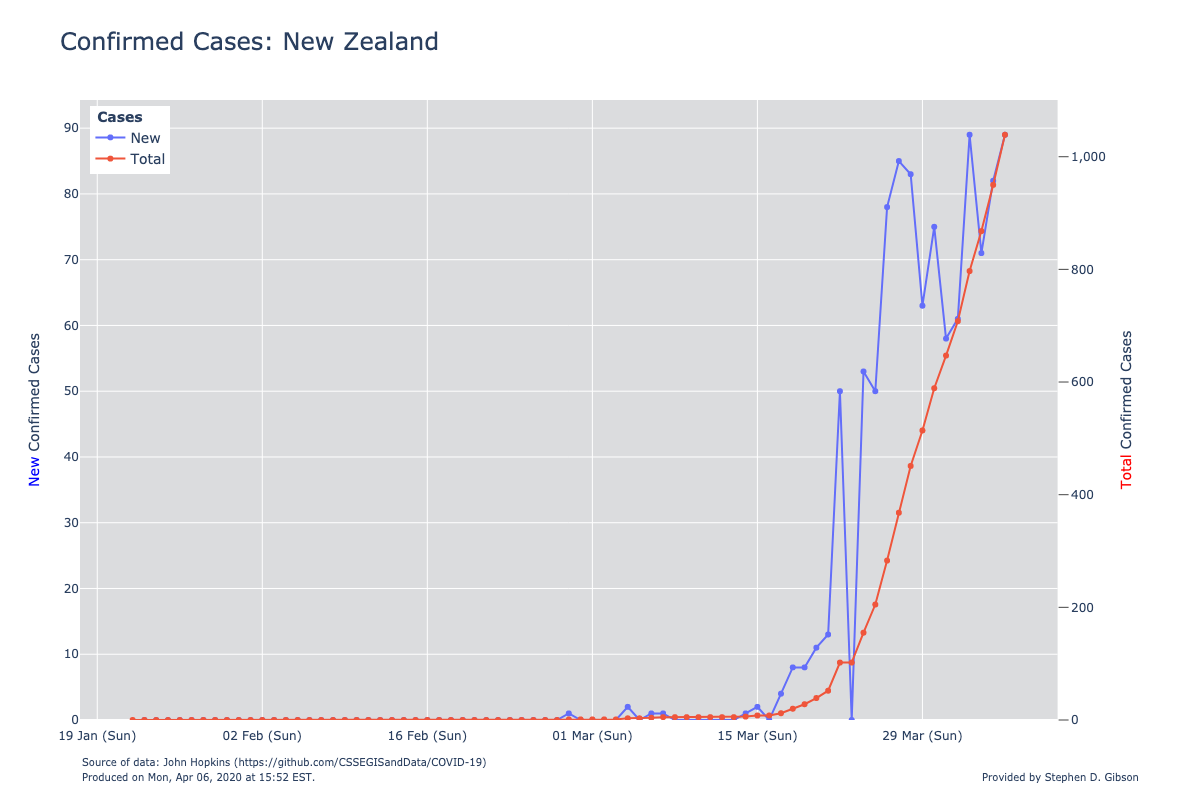 Confirmed Cases: New Zealand
Cases
New
Total
90
80
70
60
50
40
30
20
10
0
New Confirmed Cases
1,000
800
600
400
200
0
Total Confirmed Cases
19 Jan (Sun) 02 Feb (Sun) 16 Feb (Sun) 01 Mar (Sun) 15 Mar (Sun) 29 Mar (Sun)
Source of data: John Hopkins (https://github.com/CSSEGISandData/COVID-19)
Produced on Mon, Apr 06, 2020 at 15:52 EST.
Provided by Stephen D. Gibson